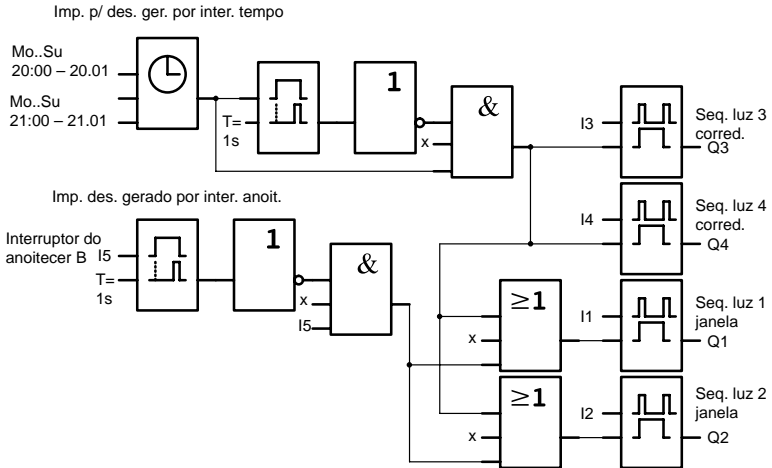 Imp. p/ des. ger. por inter. tempo
Mo..Su
20:00 – 20.01
Mo..Su
21:00 – 21.01
T=
1s
1
x
&
I3
Seq. luz 3
corred.
Q3
I4
Seq. luz 4
corred.
Q4
Imp. des. gerado por inter. anoit.
Interruptor do
anoitecer B
I5
T=
1s
1
x
I5
&
≥1
x
I1
Seq. luz 1
janela
Q1
≥1
x
I2
Seq. luz 2
janela
Q2